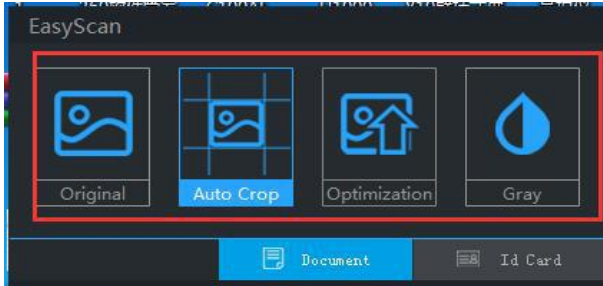 EasyScan
Original
Auto Crop
Optimization
Gray
Document
Id Card